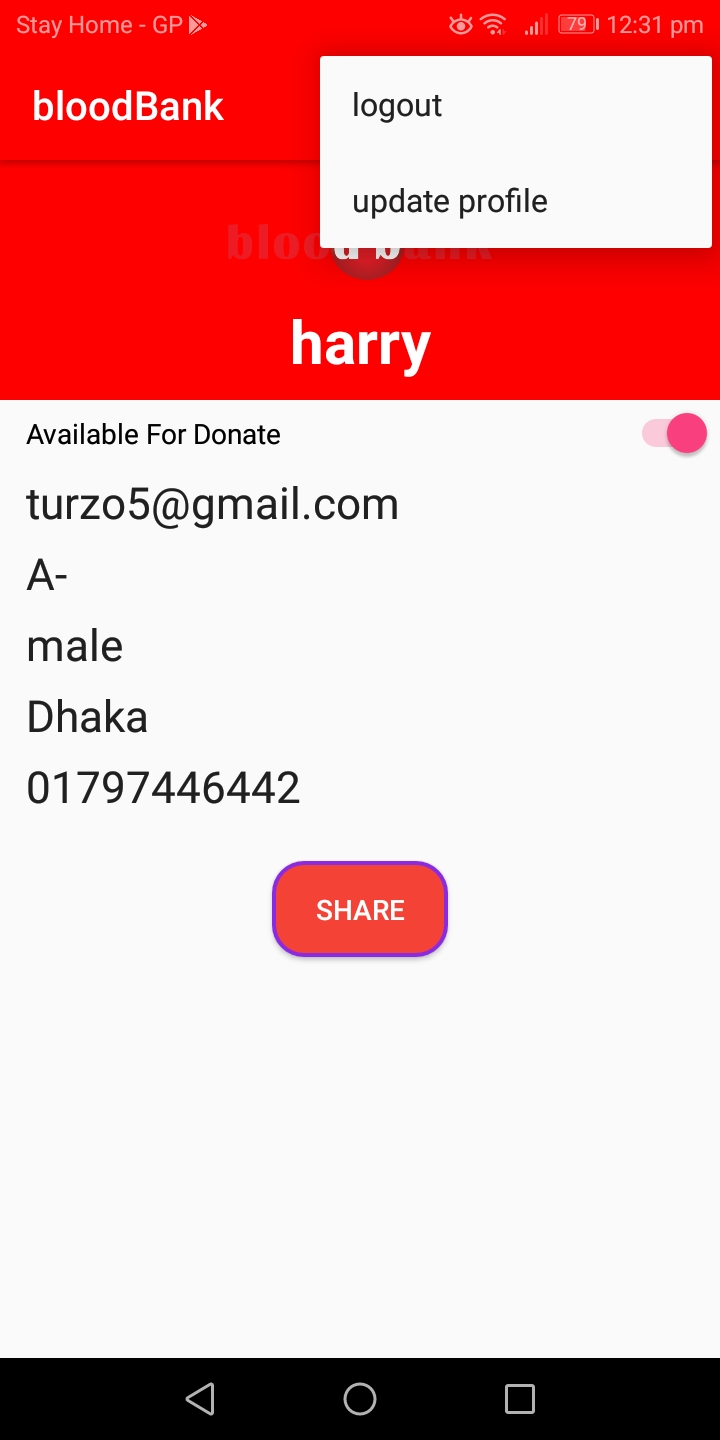 Stay Home - GP
79
12:31 pm
bloodBank
logout
update profile
blood bank
harry
Available For Donate
turzo5@gmail.com
A-
male
Dhaka
01797446442
SHARE